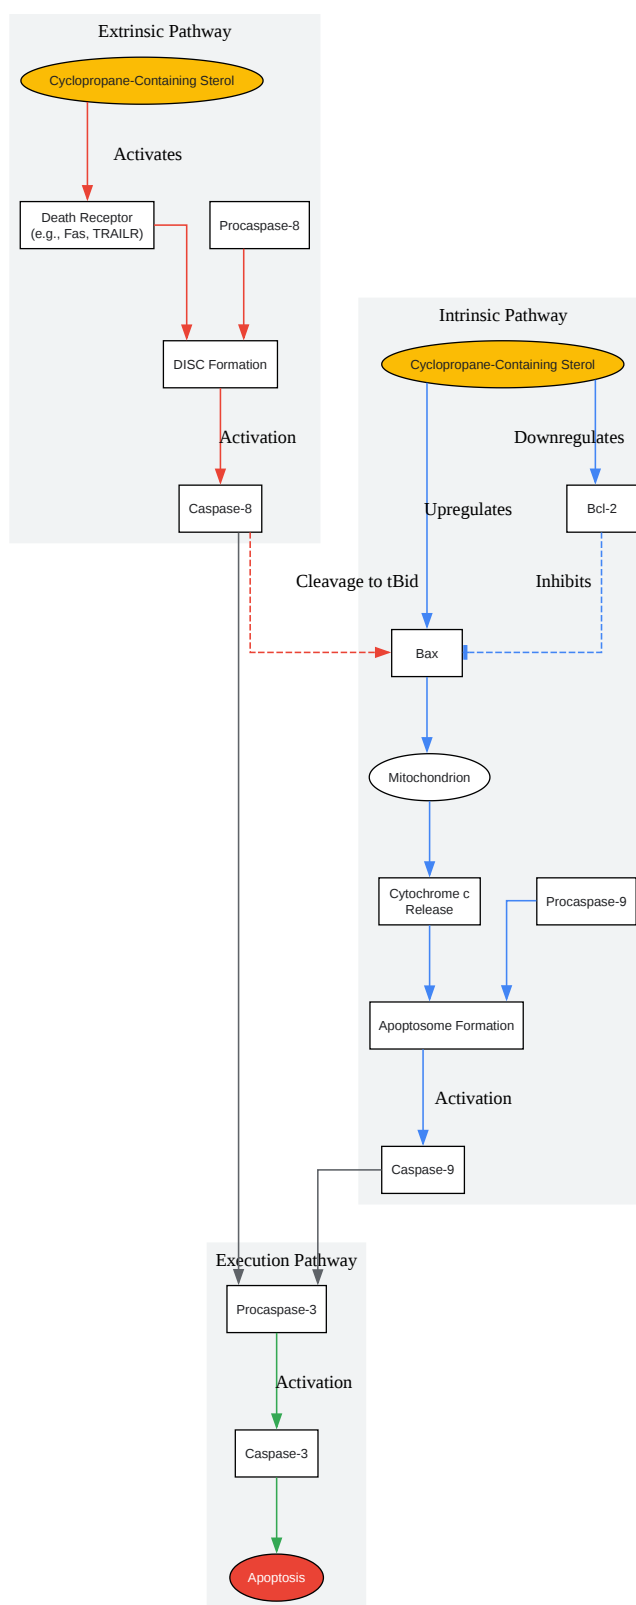 Extrinsic Pathway
Cyclopropane-Containing Sterol
Activates
Death Receptor
(e.g., Fas, TRAILR)
Procaspase-8
DISC Formation
Activation
Caspase-8
Intrinsic Pathway
Cyclopropane-Containing Sterol
Downregulates
Upregulates
Bcl-2
Cleavage to tBid
Inhibits
Bax
Mitochondrion
Cytochrome c
Release
Procaspase-9
Apoptosome Formation
Activation
Caspase-9
Execution Pathway
Procaspase-3
Activation
Caspase-3
Apoptosis